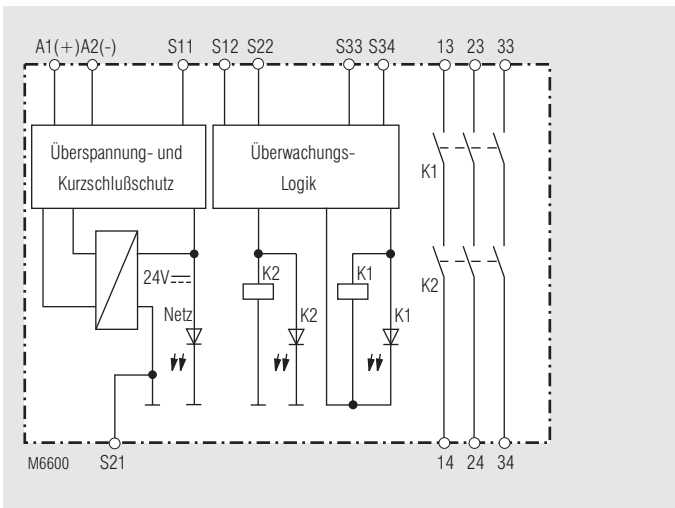 A1(+)A2(-) S11 S12 S22 S33 S34 13 23 33
Überspannung- und
Kurzschlußschutz
Überwachungs-
Logik
K1
24V
K2 K1
K2
Netz K2 K1
M6600 S21 14 24 34